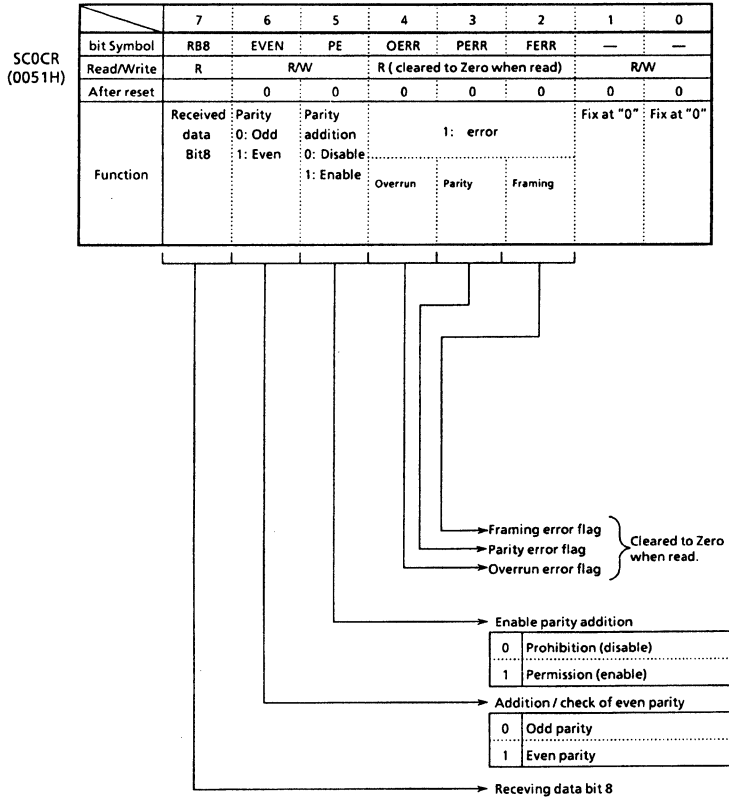 7 6 5 4 3 2 1 0
bit Symbol RB8 EVEN PE OERR PERR FERR — —
SC0CR
(0051H)
Read/Write R R/W R ( cleared to Zero when read) R/W
After reset 0 0 0 0 0 0 0
Function
Received data Bit8
Parity 0: Odd 1: Even
Parity addition 0: Disable 1: Enable
1: error
Overrun Parity Framing
Fix at "0" Fix at "0"
Framing error flag
Parity error flag
Overrun error flag
Cleared to Zero
when read.
Enable parity addition
0 Prohibition (disable)
1 Permission (enable)
Addition / check of even parity
0 Odd parity
1 Even parity
Receving data bit 8